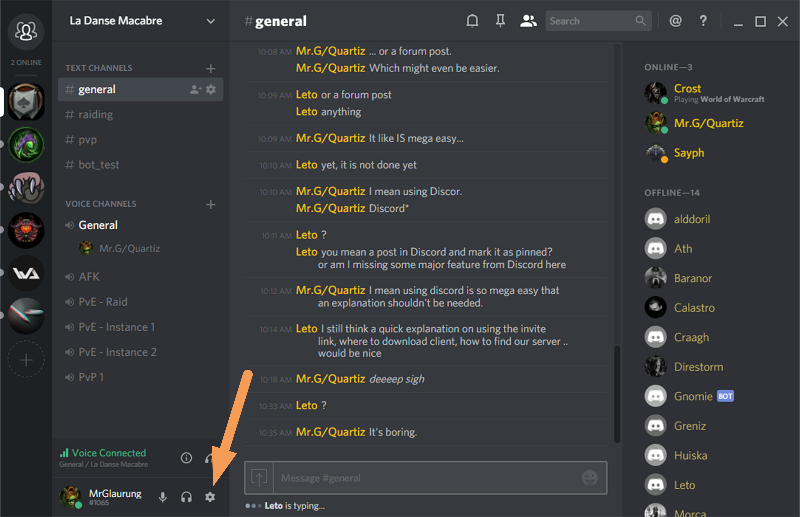 La Danse Macabre
#general
Search
@
?
2 ONLINE
TEXT CHANNELS
# general
# raiding
# pvp
# bot_test
VOICE CHANNELS
General
Mr.G/Quartiz
AFK
PvE - Raid
PvE - Instance 1
PvE - Instance 2
PvP 1
Voice Connected
General / La Danse Macabre
MrGlaurung
#1065
10:08 AM Mr.G/Quartiz ... or a forum post.
Mr.G/Quartiz Which might even be easier.
10:09 AM Leto or a forum post
Leto anything
10:09 AM Mr.G/Quartiz It like IS mega easy...
10:10 AM Leto yet, it is not done yet
10:10 AM Mr.G/Quartiz I mean using Discor.
Mr.G/Quartiz Discord*
10:11 AM Leto ?
Leto you mean a post in Discord and mark it as pinned?
or am I missing some major feature from Discord here
10:12 AM Mr.G/Quartiz I mean using discord is so mega easy that
an explanation shouldn't be needed.
10:14 AM Leto I still think a quick explanation on using the invite
link, where to download client, how to find our server ..
would be nice
10:18 AM Mr.G/Quartiz deeeep sigh
10:33 AM Leto ?
10:35 AM Mr.G/Quartiz It's boring.
Message #general
Leto is typing...
ONLINE—3
Crost
Playing World of Warcraft
Mr.G/Quartiz
Sayph
OFFLINE—14
alddoril
Ath
Baranor
Calastro
Craagh
Direstorm
Gnomie BOT
Greniz
Huiska
Leto
Morca